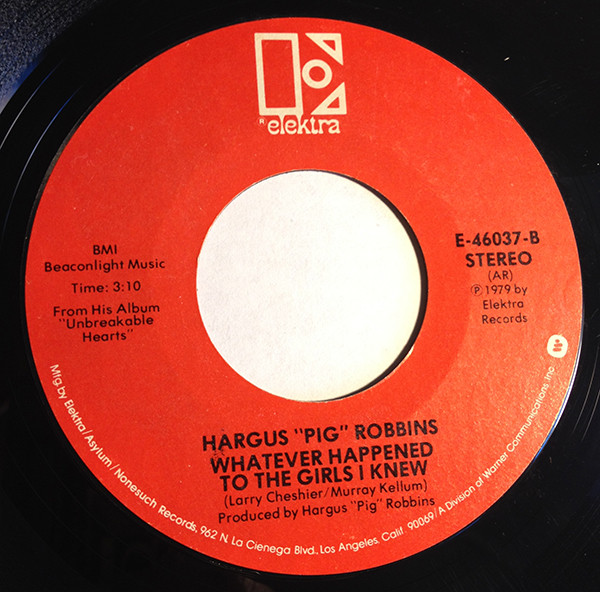 elektra
BMI
Beaconlight Music
Time: 3:10
From His Album
"Unbreakable
Hearts"
E-46037-B
STEREO
(AR)
℗ 1979 by
Elektra
Records
HARGUS "PIG" ROBBINS
WHATEVER HAPPENED
TO THE GIRLS I KNEW
(Larry Cheshier/Murray Kellum)
Produced by Hargus "Pig" Robbins
Mfg. by Elektra/Asylum/Nonesuch Records, 962 N. La Cienega Blvd., Los Angeles, Calif. 90069/A Division of Warner Communications, Inc.